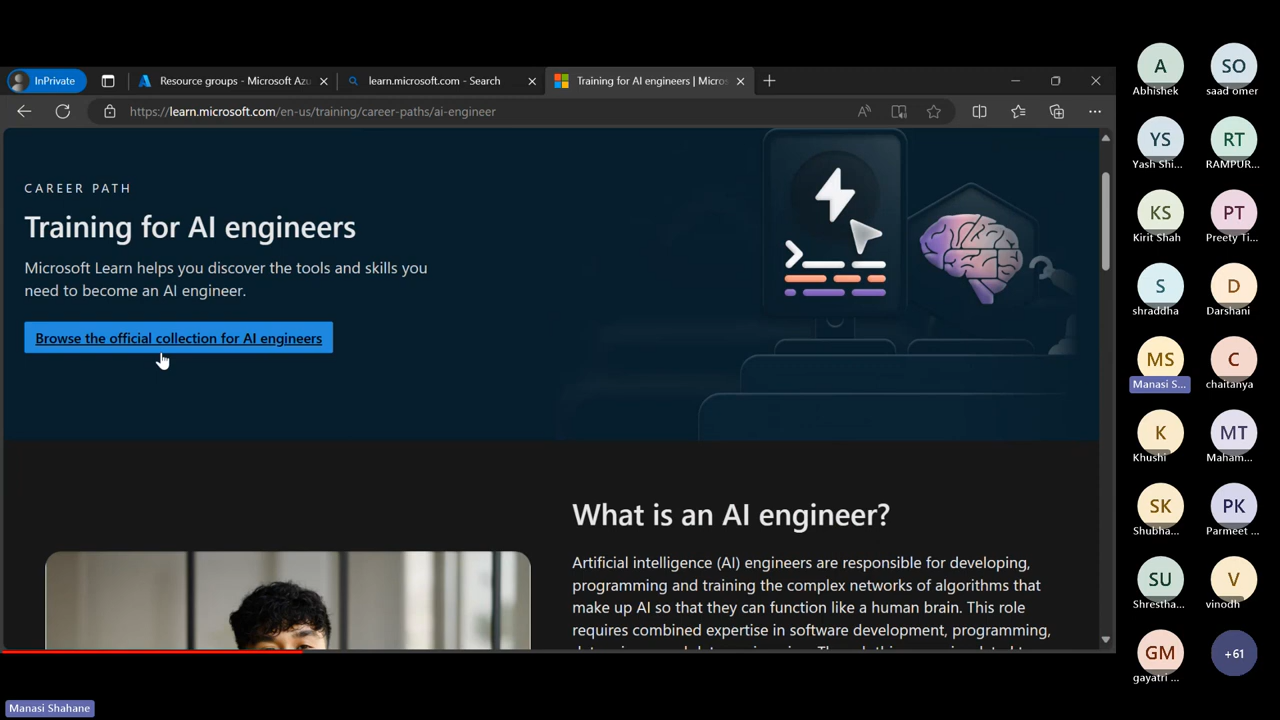 InPrivate
Resource groups - Microsoft Azu
learn.microsoft.com - Search
Training for AI engineers | Micros
https://learn.microsoft.com/en-us/training/career-paths/ai-engineer
CAREER PATH
Training for AI engineers
Microsoft Learn helps you discover the tools and skills you
need to become an AI engineer.
Browse the official collection for AI engineers
What is an AI engineer?
Artificial intelligence (AI) engineers are responsible for developing,
programming and training the complex networks of algorithms that
make up AI so that they can function like a human brain. This role
requires combined expertise in software development, programming,
A
Abhishek
SO
saad omer
YS
Yash Shi...
RT
RAMPUR...
KS
Kirit Shah
PT
Preety Ti...
S
shraddha
D
Darshani
MS
Manasi S...
C
chaitanya
K
Khushi
MT
Maham...
SK
Shubha...
PK
Parmeet ...
SU
Shrestha...
V
vinodh
GM
gayatri ...
+61
Manasi Shahane